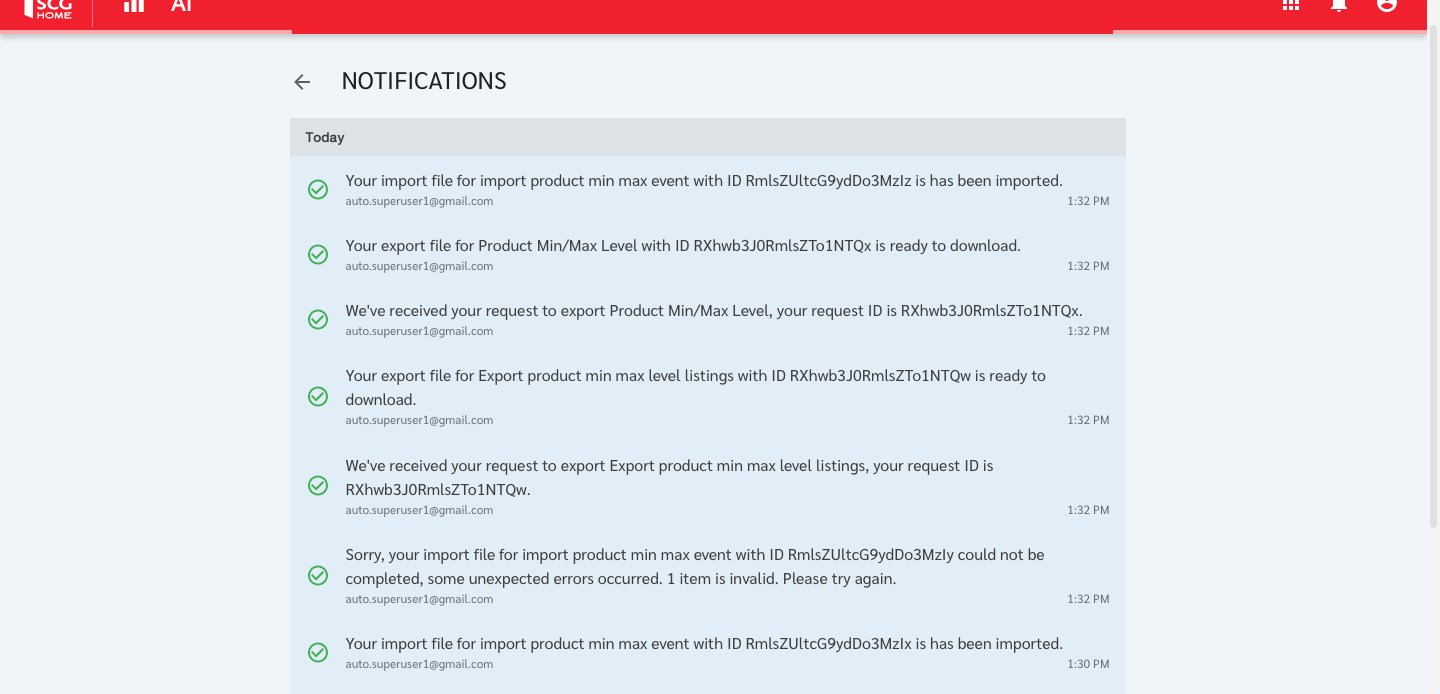 SCG
HOME
AI
NOTIFICATIONS
Today
Your import file for import product min max event with ID RmlsZUltcG9ydDo3MzIz is has been imported.
auto.superuser1@gmail.com 1:32 PM
Your export file for Product Min/Max Level with ID RXhwb3J0RmlsZTo1NTQx is ready to download.
auto.superuser1@gmail.com 1:32 PM
We've received your request to export Product Min/Max Level, your request ID is RXhwb3J0RmlsZTo1NTQx.
auto.superuser1@gmail.com 1:32 PM
Your export file for Export product min max level listings with ID RXhwb3J0RmlsZTo1NTQw is ready to
download.
auto.superuser1@gmail.com 1:32 PM
We've received your request to export Export product min max level listings, your request ID is
RXhwb3J0RmlsZTo1NTQw.
auto.superuser1@gmail.com 1:32 PM
Sorry, your import file for import product min max event with ID RmlsZUltcG9ydDo3MzIy could not be
completed, some unexpected errors occurred. 1 item is invalid. Please try again.
auto.superuser1@gmail.com 1:32 PM
Your import file for import product min max event with ID RmlsZUltcG9ydDo3MzIx is has been imported.
auto.superuser1@gmail.com 1:30 PM